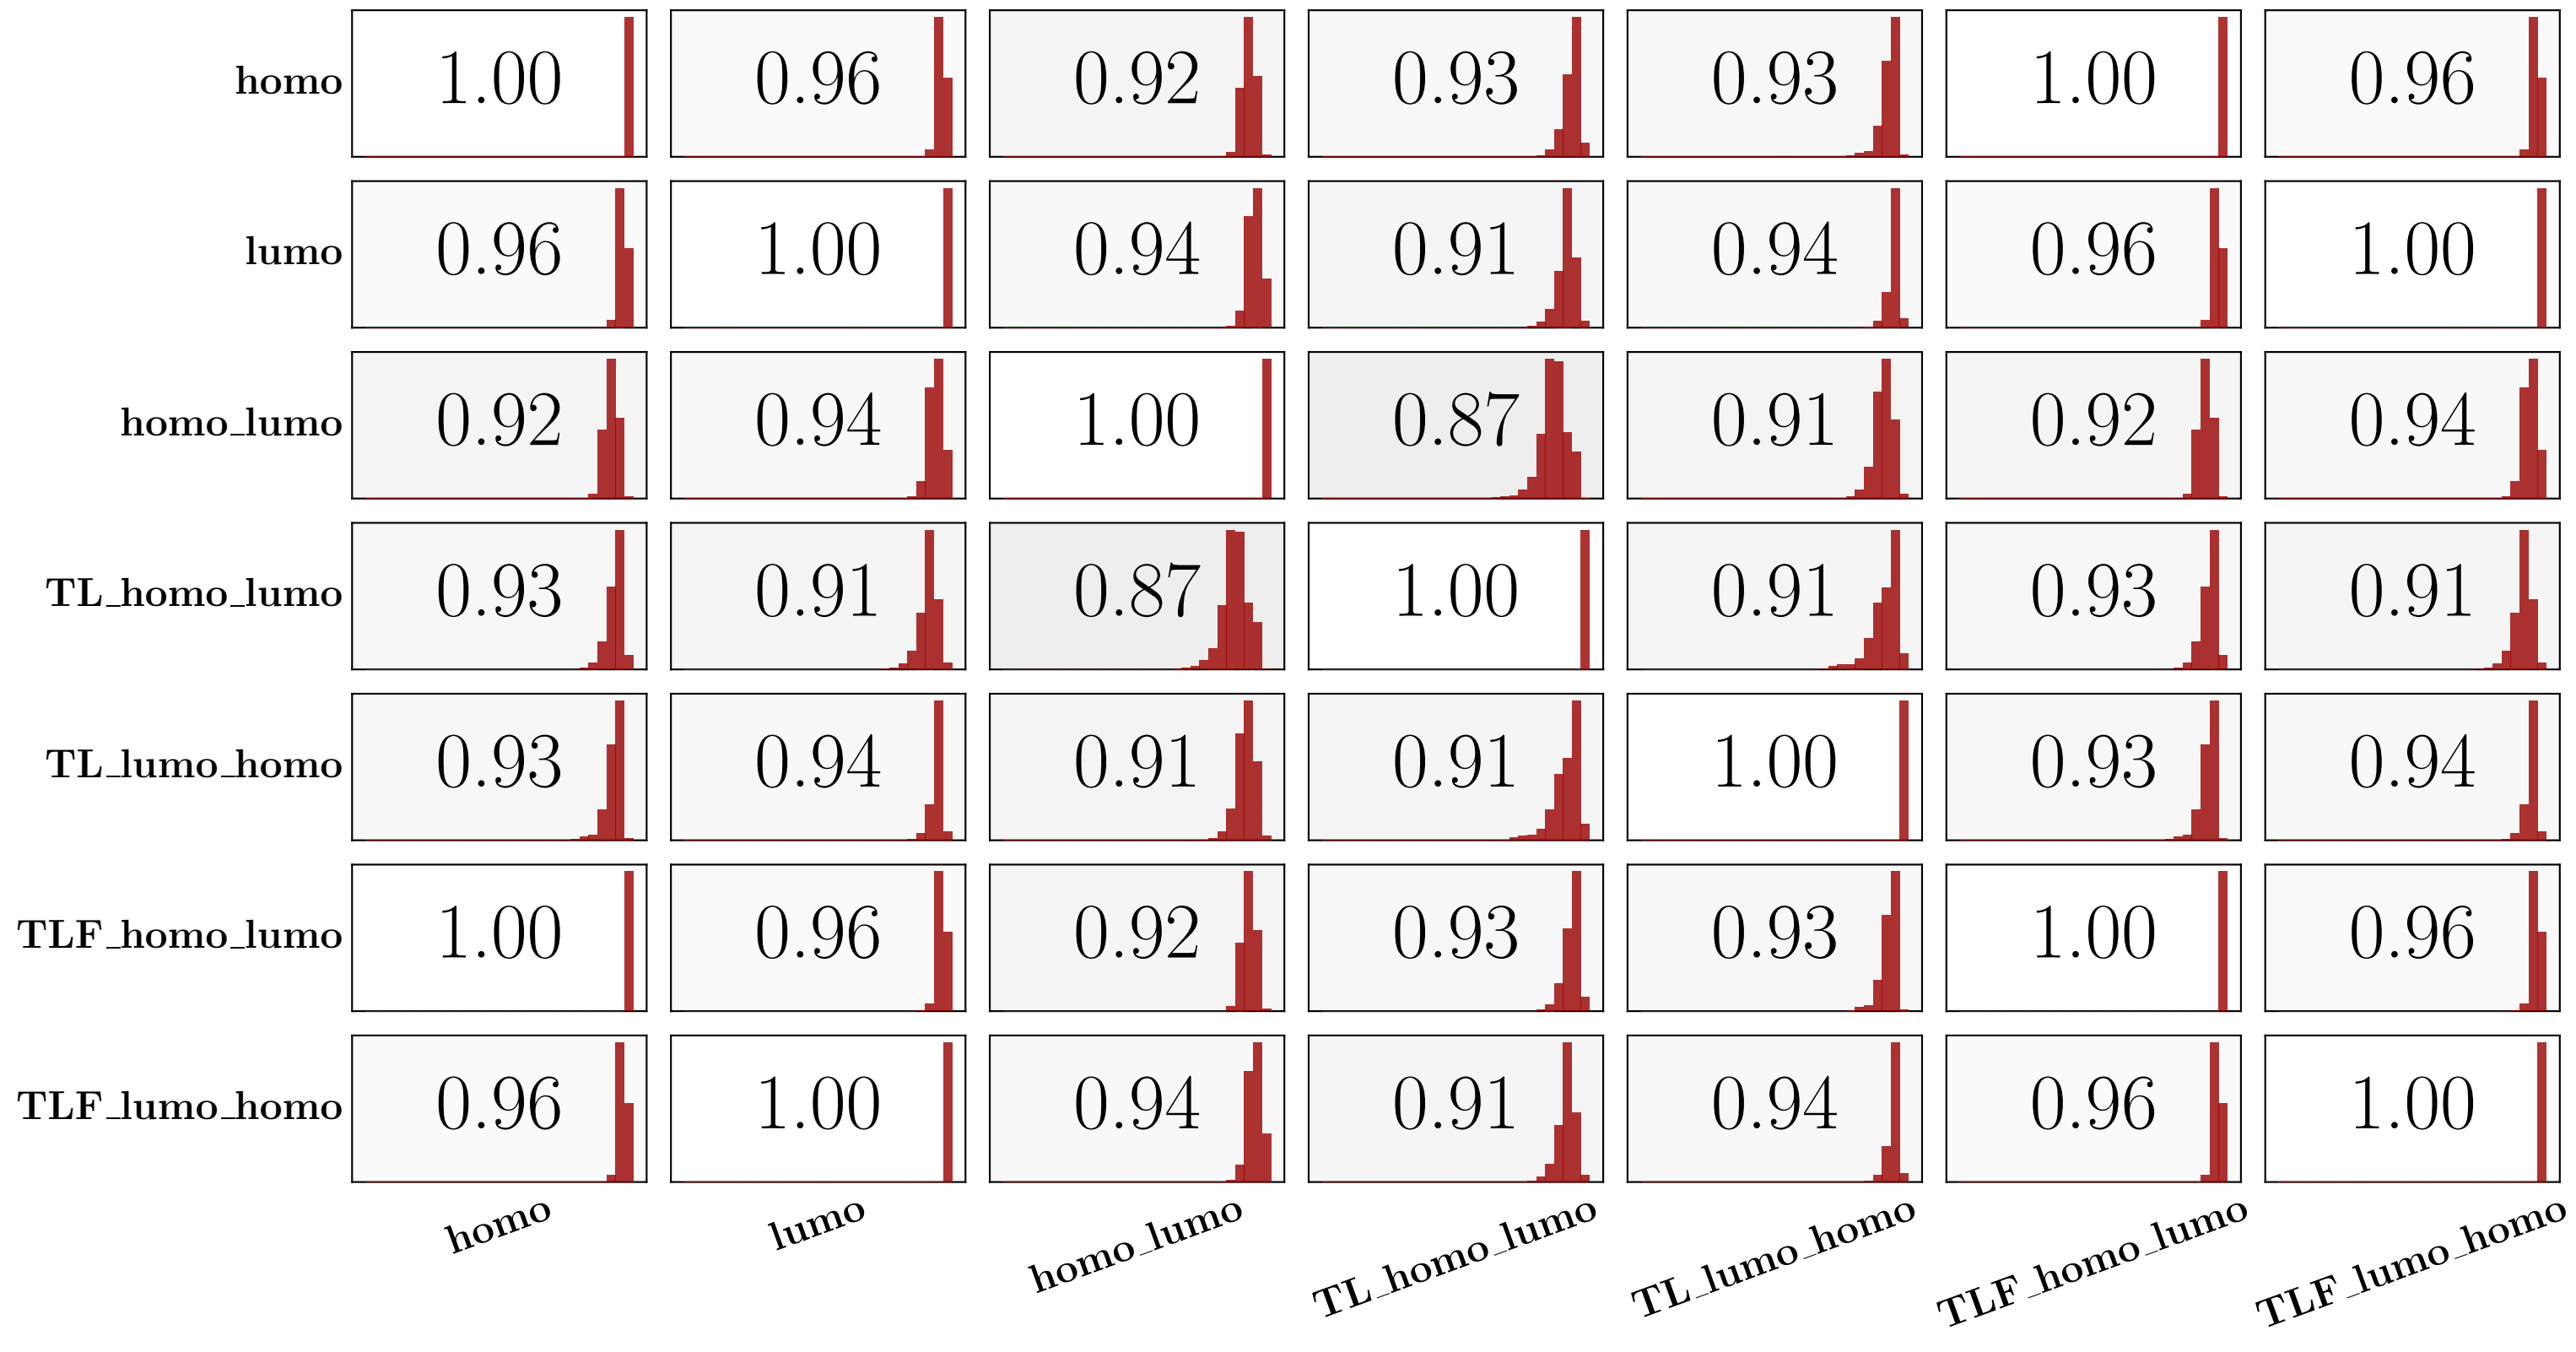 homo 1.00 0.96 0.92 0.93 0.93 1.00 0.96
lumo 0.96 1.00 0.94 0.91 0.94 0.96 1.00
homo_lumo 0.92 0.94 1.00 0.87 0.91 0.92 0.94
TL_homo_lumo 0.93 0.91 0.87 1.00 0.91 0.93 0.91
TL_lumo_homo 0.93 0.94 0.91 0.91 1.00 0.93 0.94
TLF_homo_lumo 1.00 0.96 0.92 0.93 0.93 1.00 0.96
TLF_lumo_homo 0.96 1.00 0.94 0.91 0.94 0.96 1.00
homo lumo homo_lumo TL_homo_lumo TL_lumo_homo TLF_homo_lumo TLF_lumo_homo